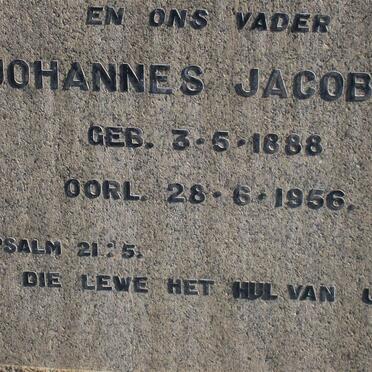 EN ONS VADER
JOHANNES JACOB
GEB. 3·5·1888
OORL. 28·6·1956.
PSALM 21:5.
DIE LEWE HET HUL VAN